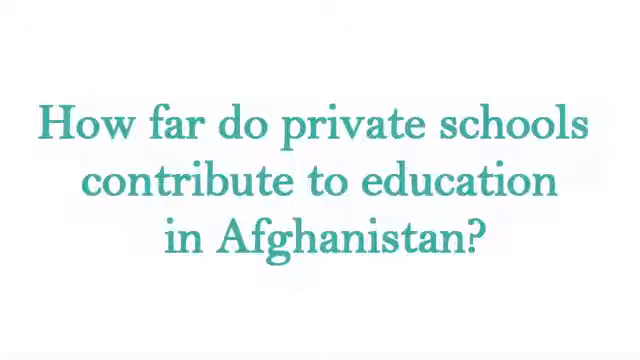 How far do private schools
contribute to education
in Afghanistan?